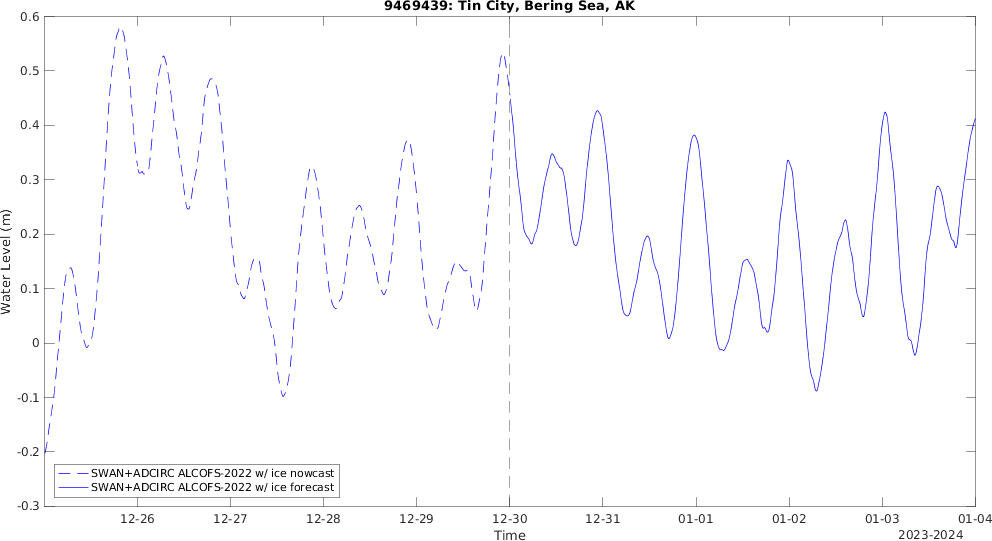 9469439: Tin City, Bering Sea, AK
0.6
0.5
0.4
0.3
0.2
0.1
0
-0.1
-0.2
-0.3
Water Level (m)
SWAN+ADCIRC ALCOFS-2022 w/ ice nowcast
SWAN+ADCIRC ALCOFS-2022 w/ ice forecast
12-26 12-27 12-28 12-29 12-30 12-31 01-01 01-02 01-03 01-04
Time
2023-2024